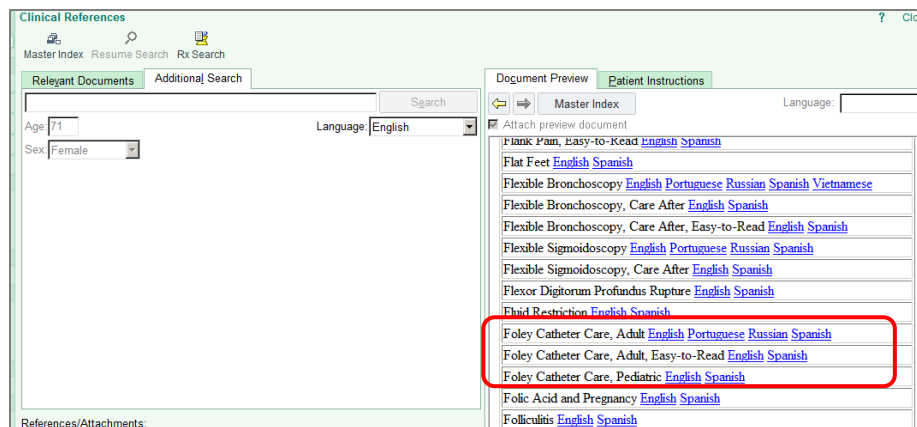 Clinical References
? Clo
Master Index Resume Search Rx Search
Relevant Documents Additional Search
Search
Age: 71
Language: English
Sex: Female
References/Attachments:
Document Preview Patient Instructions
Master Index
Language:
Attach preview document
Flank Pain, Easy-to-Read English Spanish
Flat Feet English Spanish
Flexible Bronchoscopy English Portuguese Russian Spanish Vietnamese
Flexible Bronchoscopy, Care After English Spanish
Flexible Bronchoscopy, Care After, Easy-to-Read English Spanish
Flexible Sigmoidoscopy English Portuguese Russian Spanish
Flexible Sigmoidoscopy, Care After English Spanish
Flexor Digitorum Profundus Rupture English Spanish
Fluid Restriction English Spanish
Foley Catheter Care, Adult English Portuguese Russian Spanish
Foley Catheter Care, Adult, Easy-to-Read English Spanish
Foley Catheter Care, Pediatric English Spanish
Folic Acid and Pregnancy English Spanish
Folliculitis English Spanish